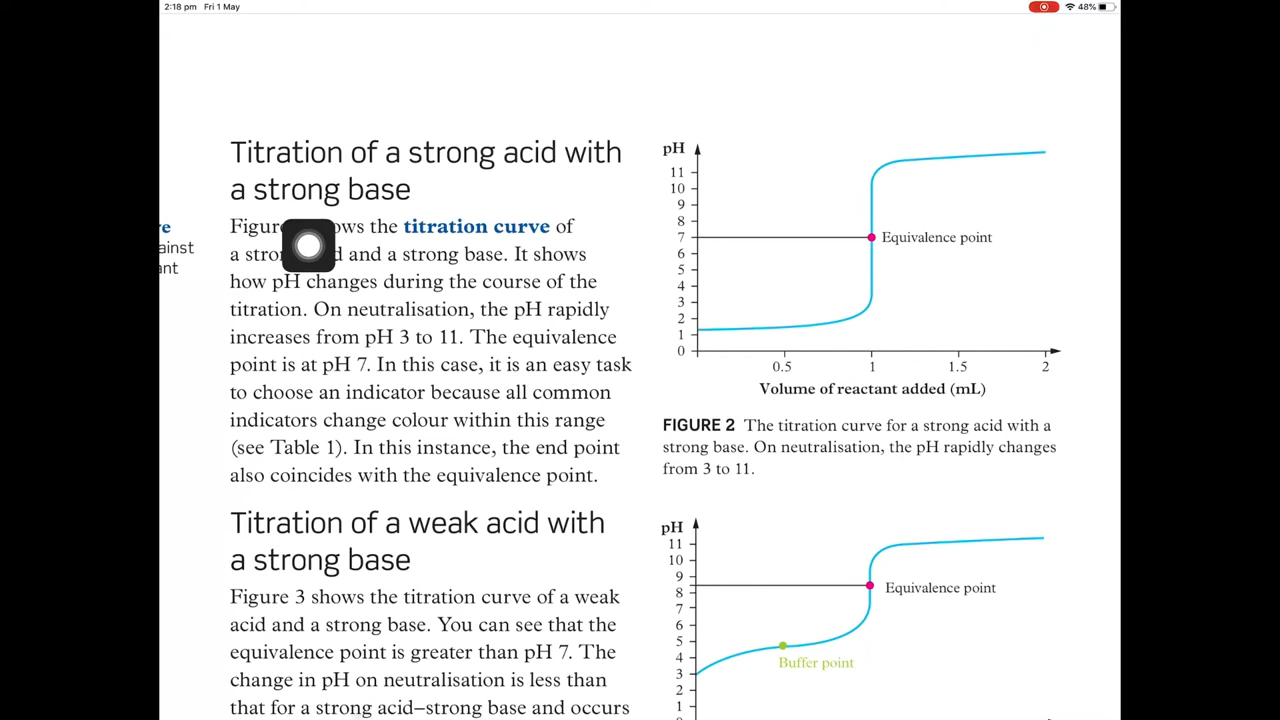 2:18 pm Fri 1 May
48%
re
ainst
ant
Titration of a strong acid with
a strong base
ows the titration curve of
a and a strong base. It shows
how pH changes during the course of the
titration. On neutralisation, the pH rapidly
increases from pH 3 to 11. The equivalence
point is at pH 7. In this case, it is an easy task
to choose an indicator because all common
indicators change colour within this range
(see Table 1). In this instance, the end point
also coincides with the equivalence point.
Titration of a weak acid with
a strong base
Figure 3 shows the titration curve of a weak
acid and a strong base. You can see that the
equivalence point is greater than pH 7. The
change in pH on neutralisation is less than
that for a strong acid–strong base and occurs
pH
11
10
9
8
7
6
5
4
3
2
1
0
Equivalence point
0.5 1 1.5 2
Volume of reactant added (mL)
FIGURE 2 The titration curve for a strong acid with a
strong base. On neutralisation, the pH rapidly changes
from 3 to 11.
pH
11
10
9
8
7
6
5
4
3
2
1
Equivalence point
Buffer point